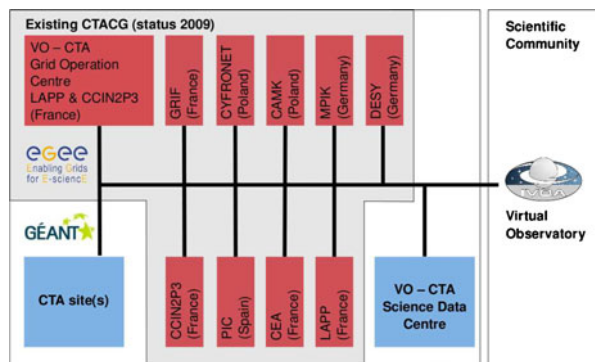 Existing CTACG (status 2009)
VO – CTA
Grid Operation
Centre
LAPP & CCIN2P3
(France)
GRIF
(France)
CYFRONET
(Poland)
CAMK
(Poland)
MPIK
(Germany)
DESY
(Germany)
Scientific
Community
eGee
Enabling Grids
for E-sciencE
IVOA
Virtual
Observatory
GÉANT
CTA site(s)
CCIN2P3
(France)
PIC
(Spain)
CEA
(France)
LAPP
(France)
VO – CTA
Science Data
Centre